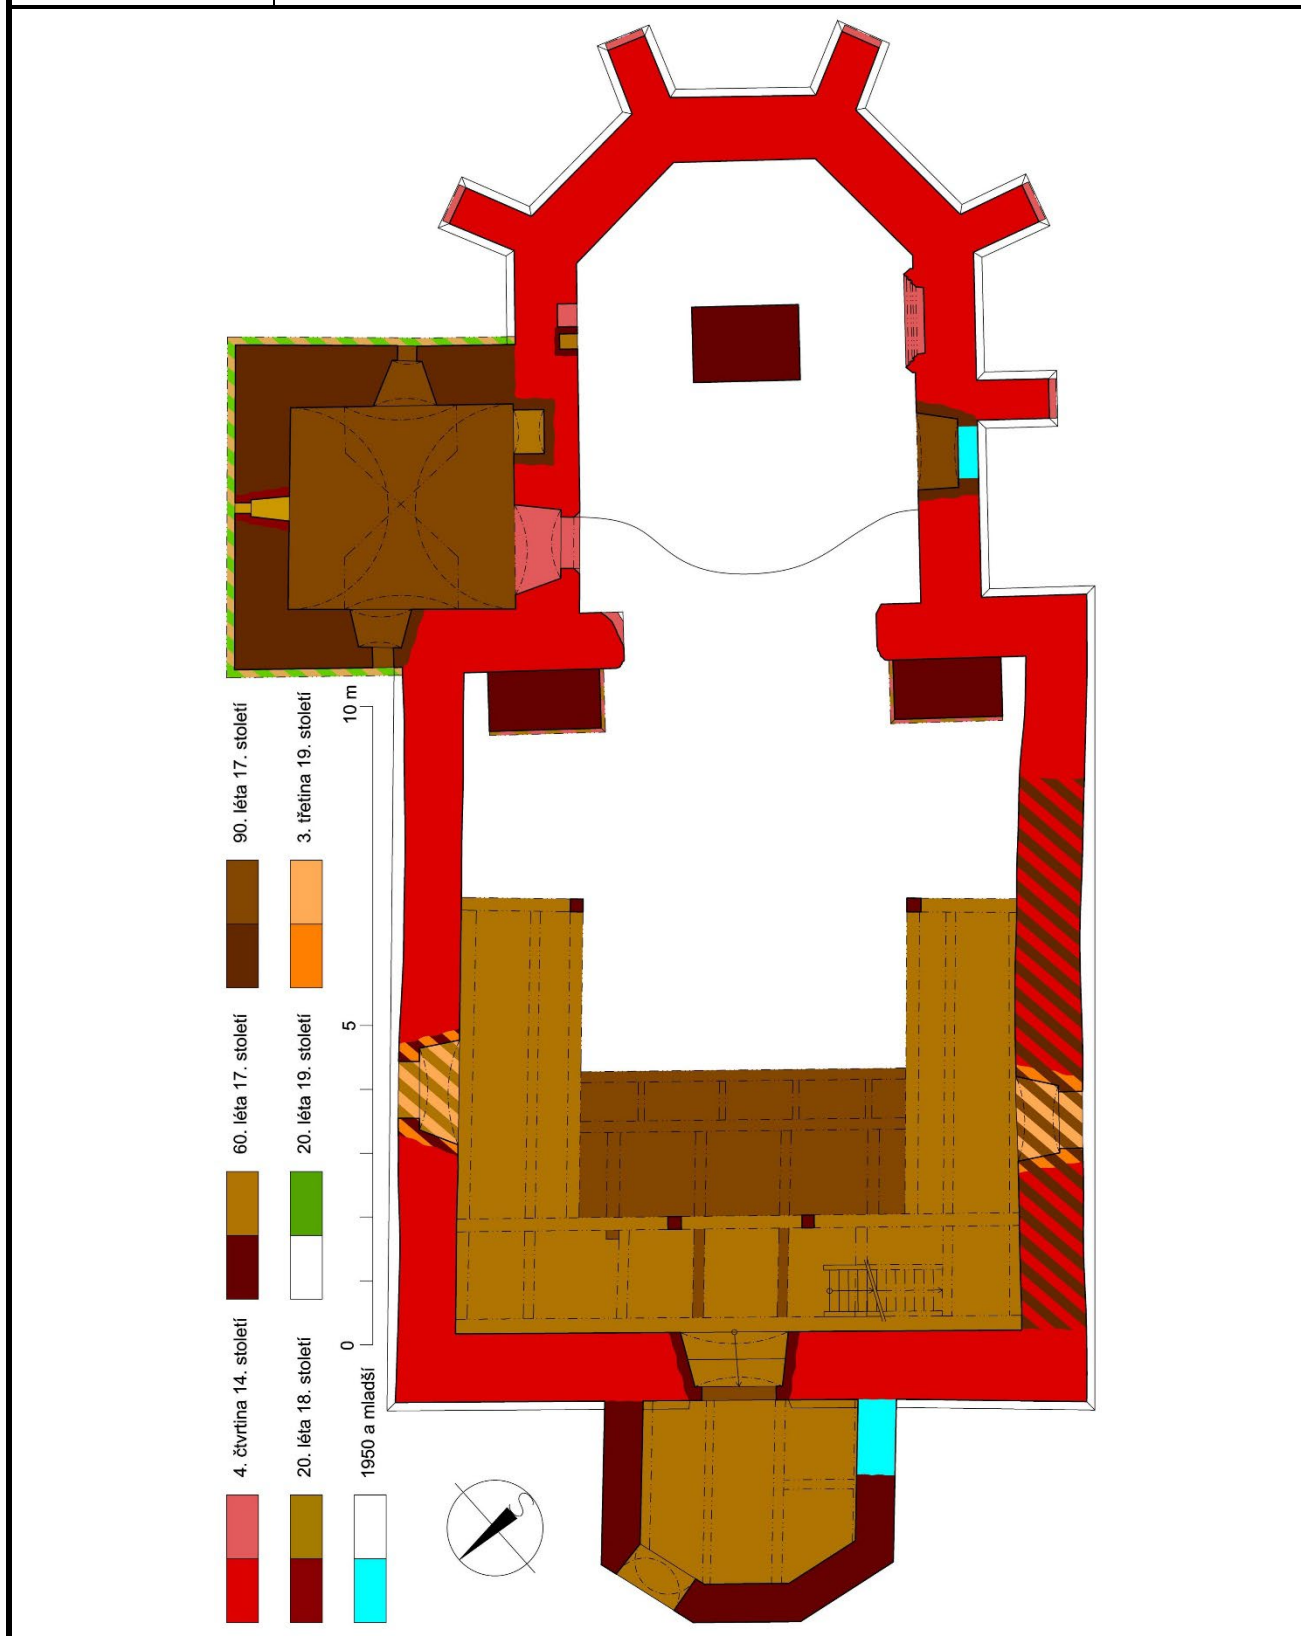 4. čtvrtina 14. století
60. léta 17. století
90. léta 17. století
20. léta 18. století
20. léta 19. století
3. třetina 19. století
1950 a mladší
0
5
10 m